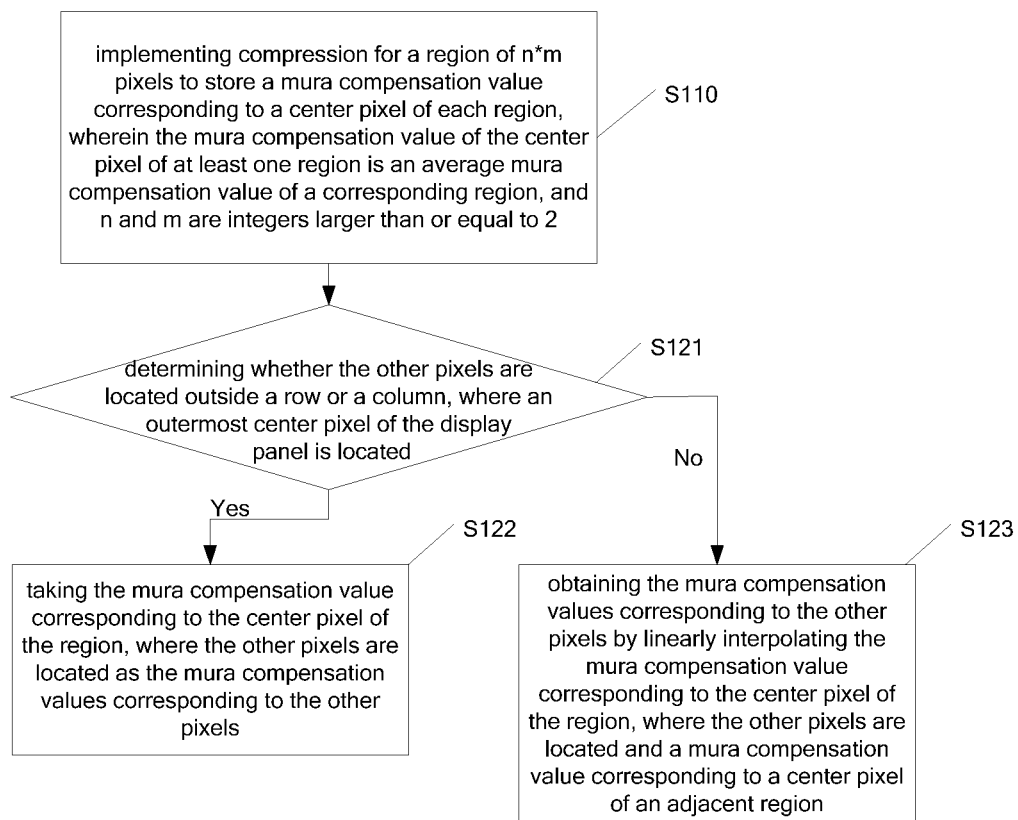 implementing compression for a region of n*m
pixels to store a mura compensation value
corresponding to a center pixel of each region,
wherein the mura compensation value of the center
pixel of at least one region is an average mura
compensation value of a corresponding region, and
n and m are integers larger than or equal to 2
S110
determining whether the other pixels are
located outside a row or a column, where an
outermost center pixel of the display
panel is located
S121
Yes
No
taking the mura compensation value
corresponding to the center pixel of
the region, where the other pixels are
located as the mura compensation
values corresponding to the other
pixels
S122
obtaining the mura compensation
values corresponding to the other
pixels by linearly interpolating the
mura compensation value
corresponding to the center pixel of
the region, where the other pixels are
located and a mura compensation
value corresponding to a center pixel
of an adjacent region
S123